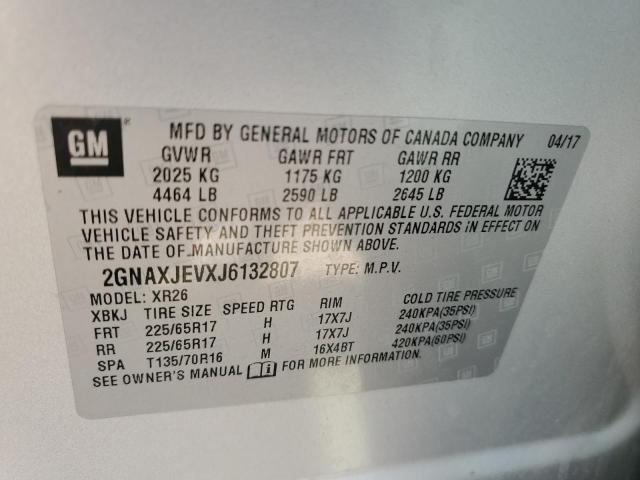 GM ®
MFD BY GENERAL MOTORS OF CANADA COMPANY 04/17
GVWR GAWR FRT GAWR RR
2025 KG 1175 KG 1200 KG
4464 LB 2590 LB 2645 LB
THIS VEHICLE CONFORMS TO ALL APPLICABLE U.S. FEDERAL MOTOR
VEHICLE SAFETY AND THEFT PREVENTION STANDARDS IN EFFECT ON
THE DATE OF MANUFACTURE SHOWN ABOVE.
2GNAXJEVXJ6132807 TYPE: M.P.V.
MODEL: XR26
XBKJ TIRE SIZE SPEED RTG RIM COLD TIRE PRESSURE
FRT 225/65R17 H 17X7J 240KPA(35PSI)
RR 225/65R17 H 17X7J 240KPA(35PSI)
SPA T135/70R16 M 16X4BT 420KPA(60PSI)
SEE OWNER'S MANUAL FOR MORE INFORMATION.